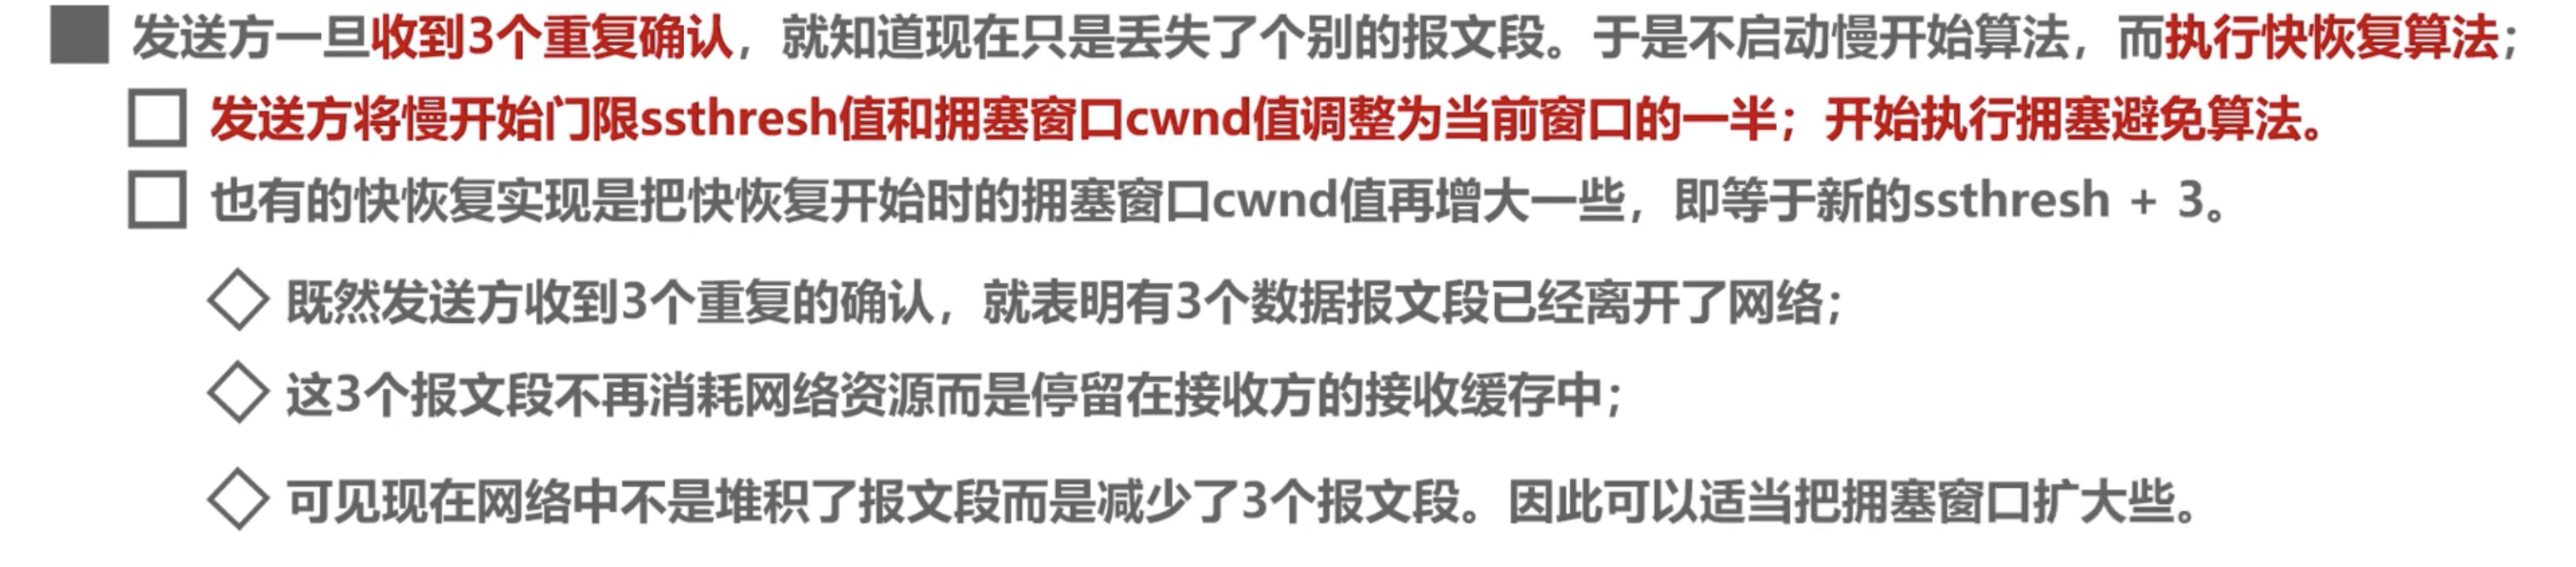 发送方一旦收到3个重复确认，就知道现在只是丢失了个别的报文段。于是不启动慢开始算法，而执行快恢复算法；
发送方将慢开始门限ssthresh值和拥塞窗口cwnd值调整为当前窗口的一半；开始执行拥塞避免算法。
也有的快恢复实现是把快恢复开始时的拥塞窗口cwnd值再增大一些，即等于新的ssthresh + 3。
既然发送方收到3个重复的确认，就表明有3个数据报文段已经离开了网络；
这3个报文段不再消耗网络资源而是停留在接收方的接收缓存中；
可见现在网络中不是堆积了报文段而是减少了3个报文段。因此可以适当把拥塞窗口扩大些。